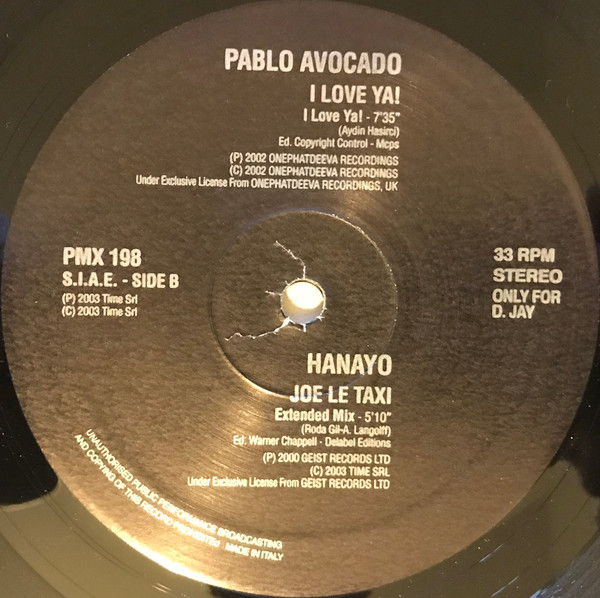 PABLO AVOCADO
I LOVE YA!
I Love Ya! - 7'35"
(Aydin Hasirci)
Ed. Copyright Control - Mcps
(P) 2002 ONEPHATDEEVA RECORDINGS
(C) 2002 ONEPHATDEEVA RECORDINGS
Under Exclusive License From ONEPHATDEEVA RECORDINGS, UK
PMX 198
S.I.A.E. - SIDE B
(P) 2003 Time Srl
(C) 2003 Time Srl
33 RPM
STEREO
ONLY FOR
D. JAY
HANAYO
JOE LE TAXI
Extended Mix - 5'10"
(Roda Gil-A. Langolff)
Ed. Warner Chappell - Delabel Editions
(P) 2000 GEIST RECORDS LTD
(C) 2003 TIME SRL
Under Exclusive License From GEIST RECORDS LTD
UNAUTHORISED PUBLIC PERFORMANCE BROADCASTING
AND COPYING OF THIS RECORD PROHIBITEd - MADE IN ITALY